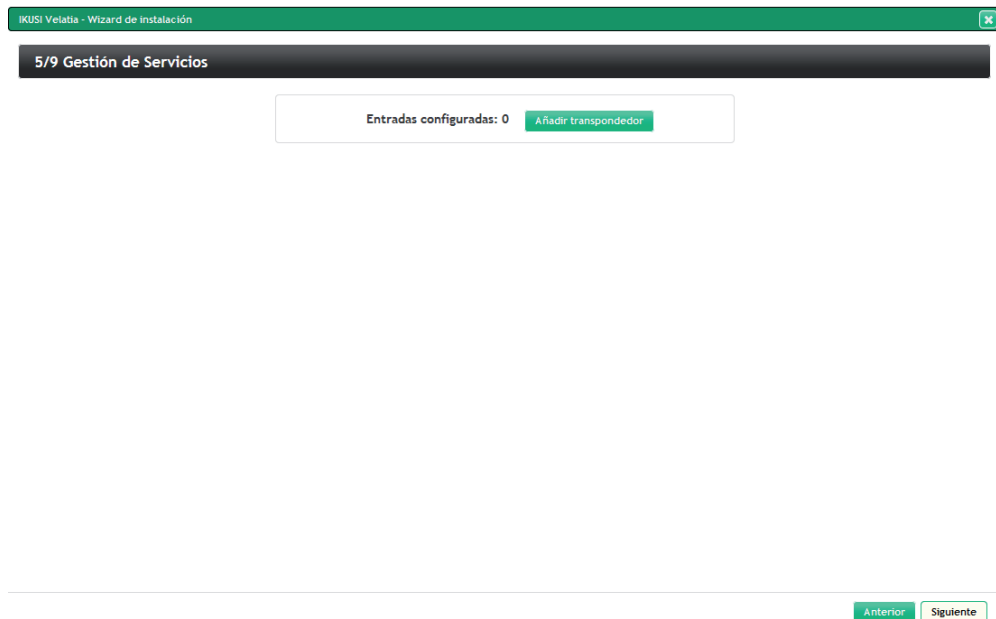 IKUSI Velatia - Wizard de instalación
5/9 Gestión de Servicios
Entradas configuradas: 0 Añadir transpondedor
Anterior Siguiente